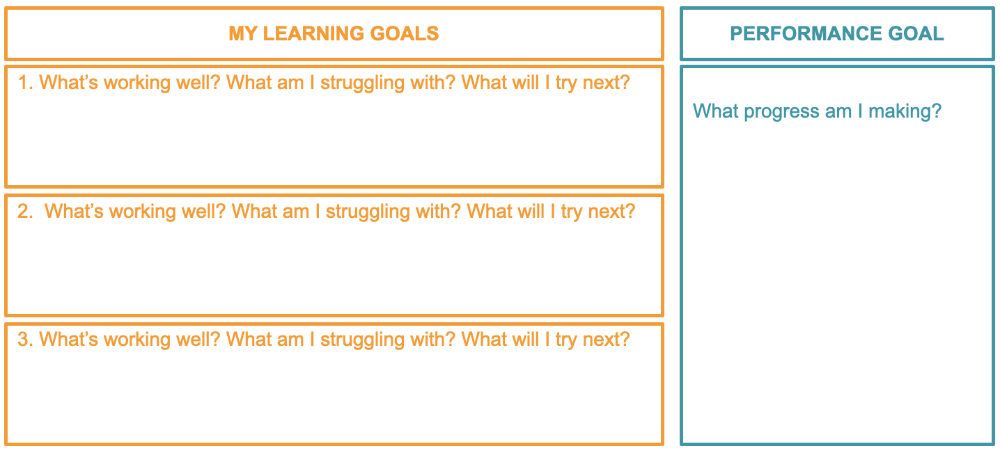 MY LEARNING GOALS
1. What’s working well? What am I struggling with? What will I try next?
2.  What’s working well? What am I struggling with? What will I try next?
3. What’s working well? What am I struggling with? What will I try next?
PERFORMANCE GOAL
What progress am I making?